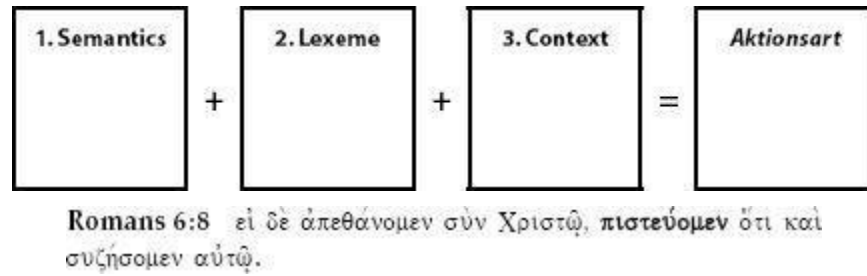 1. Semantics
2. Lexeme
3. Context
Aktionsart
+
+
=
Romans 6:8 εἰ δὲ ἀπεθάνομεν σὺν Χριστῷ, πιστεύομεν ὅτι καὶ
συζήσομεν αὐτῷ.